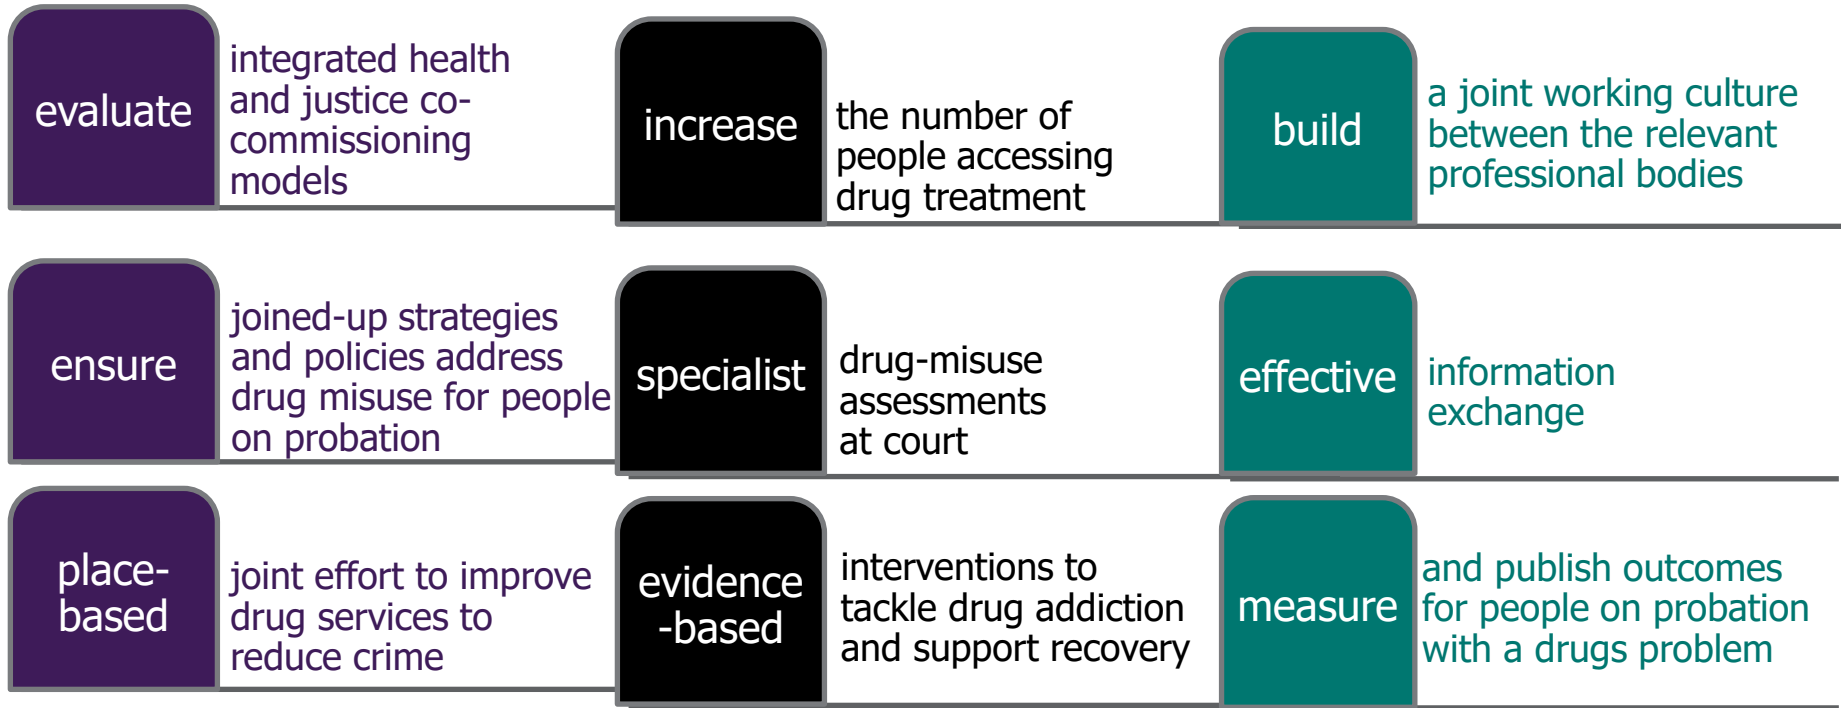 evaluate
integrated health
and justice co-
commissioning
models
increase
the number of
people accessing
drug treatment
build
a joint working culture
between the relevant
professional bodies
ensure
joined-up strategies
and policies address
drug misuse for people
on probation
specialist
drug-misuse
assessments
at court
effective
information
exchange
place-
based
joint effort to improve
drug services to
reduce crime
evidence
-based
interventions to
tackle drug addiction
and support recovery
measure
and publish outcomes
for people on probation
with a drugs problem